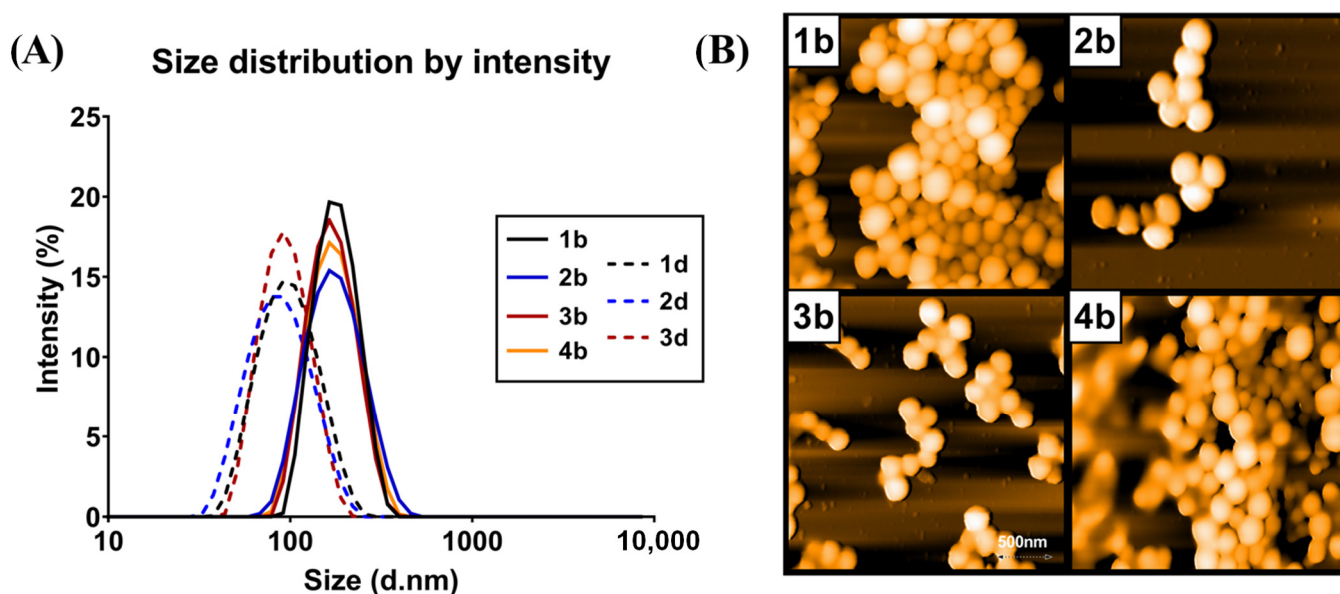 (A)
Size distribution by intensity
Intensity (%)
25
20
15
10
5
0
10
100
1000
10,000
Size (d.nm)
1b
2b
3b
4b
1d
2d
3d
(B)
1b
2b
3b
4b
500nm